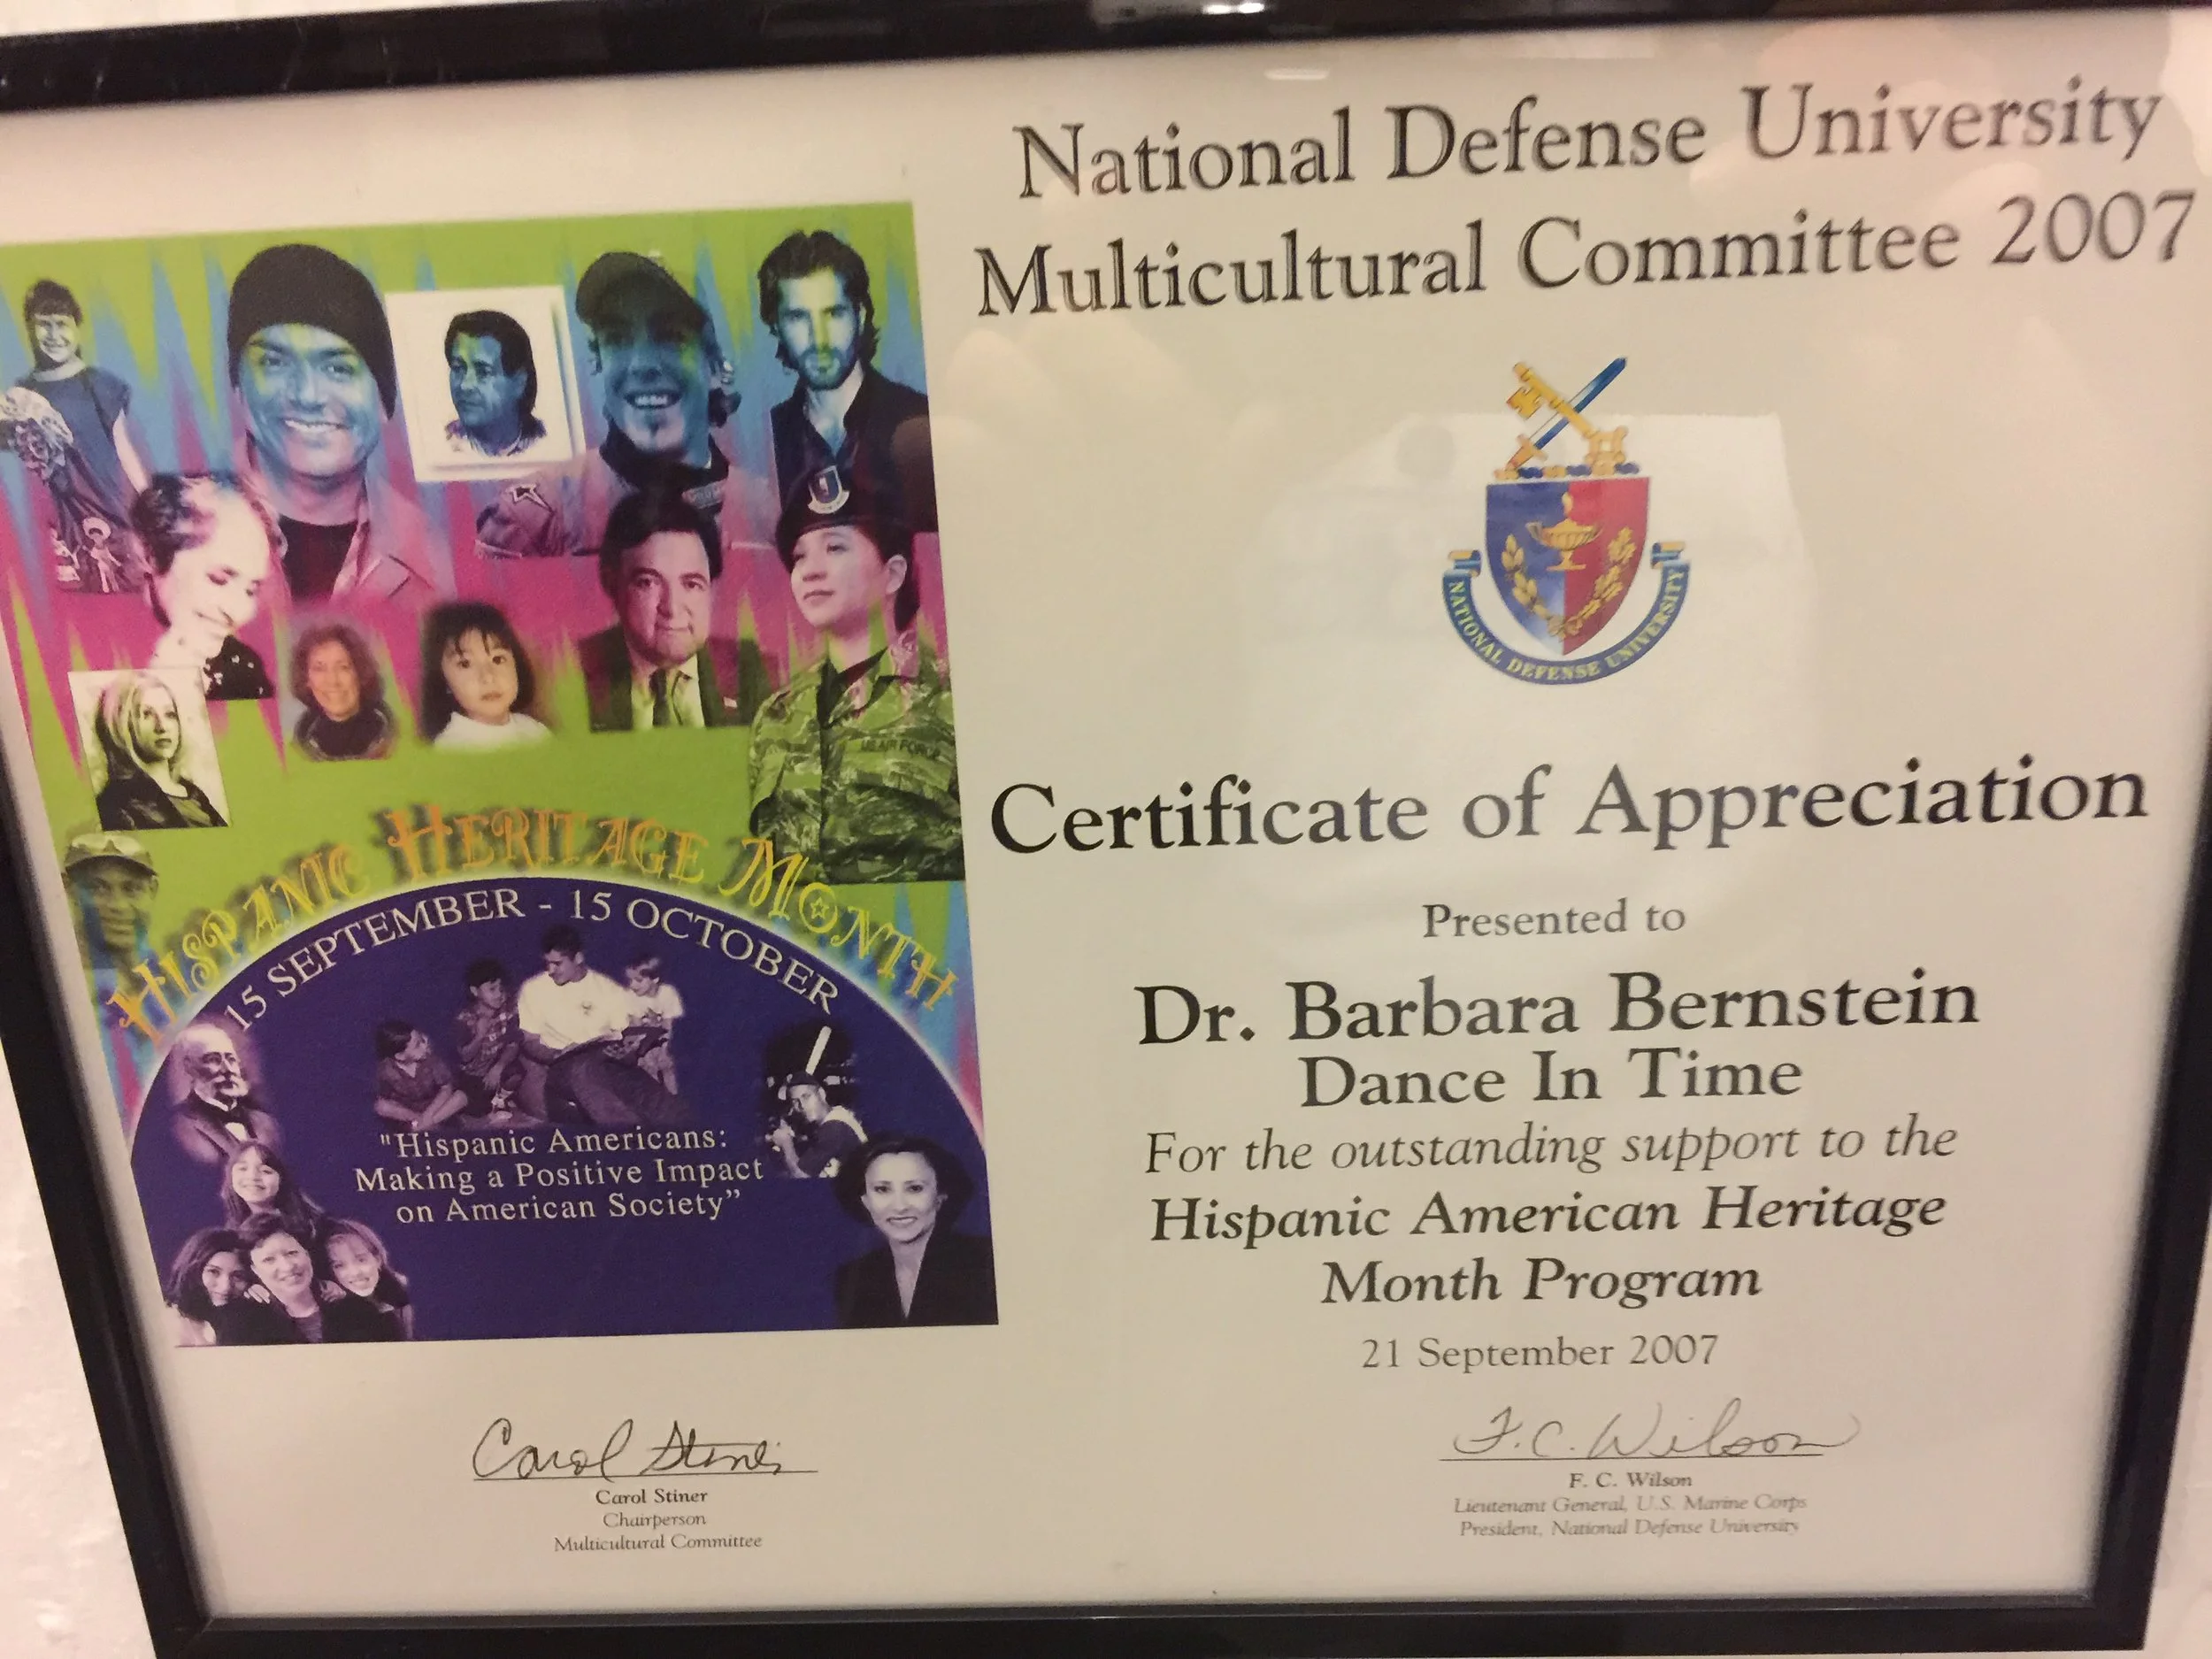 National Defense University
Multicultural Committee 2007
NATIONAL DEFENSE UNIVERSITY
Certificate of Appreciation
Presented to
Dr. Barbara Bernstein
Dance In Time
For the outstanding support to the
Hispanic American Heritage
Month Program
21 September 2007
F. C. Wilson
F. C. Wilson
Lieutenant General, U.S. Marine Corps
President, National Defense University
US AIR FORCE
HISPANIC HERITAGE MONTH
15 SEPTEMBER - 15 OCTOBER
"Hispanic Americans:
Making a Positive Impact
on American Society”
Carol Stiner
Carol Stiner
Chairperson
Multicultural Committee